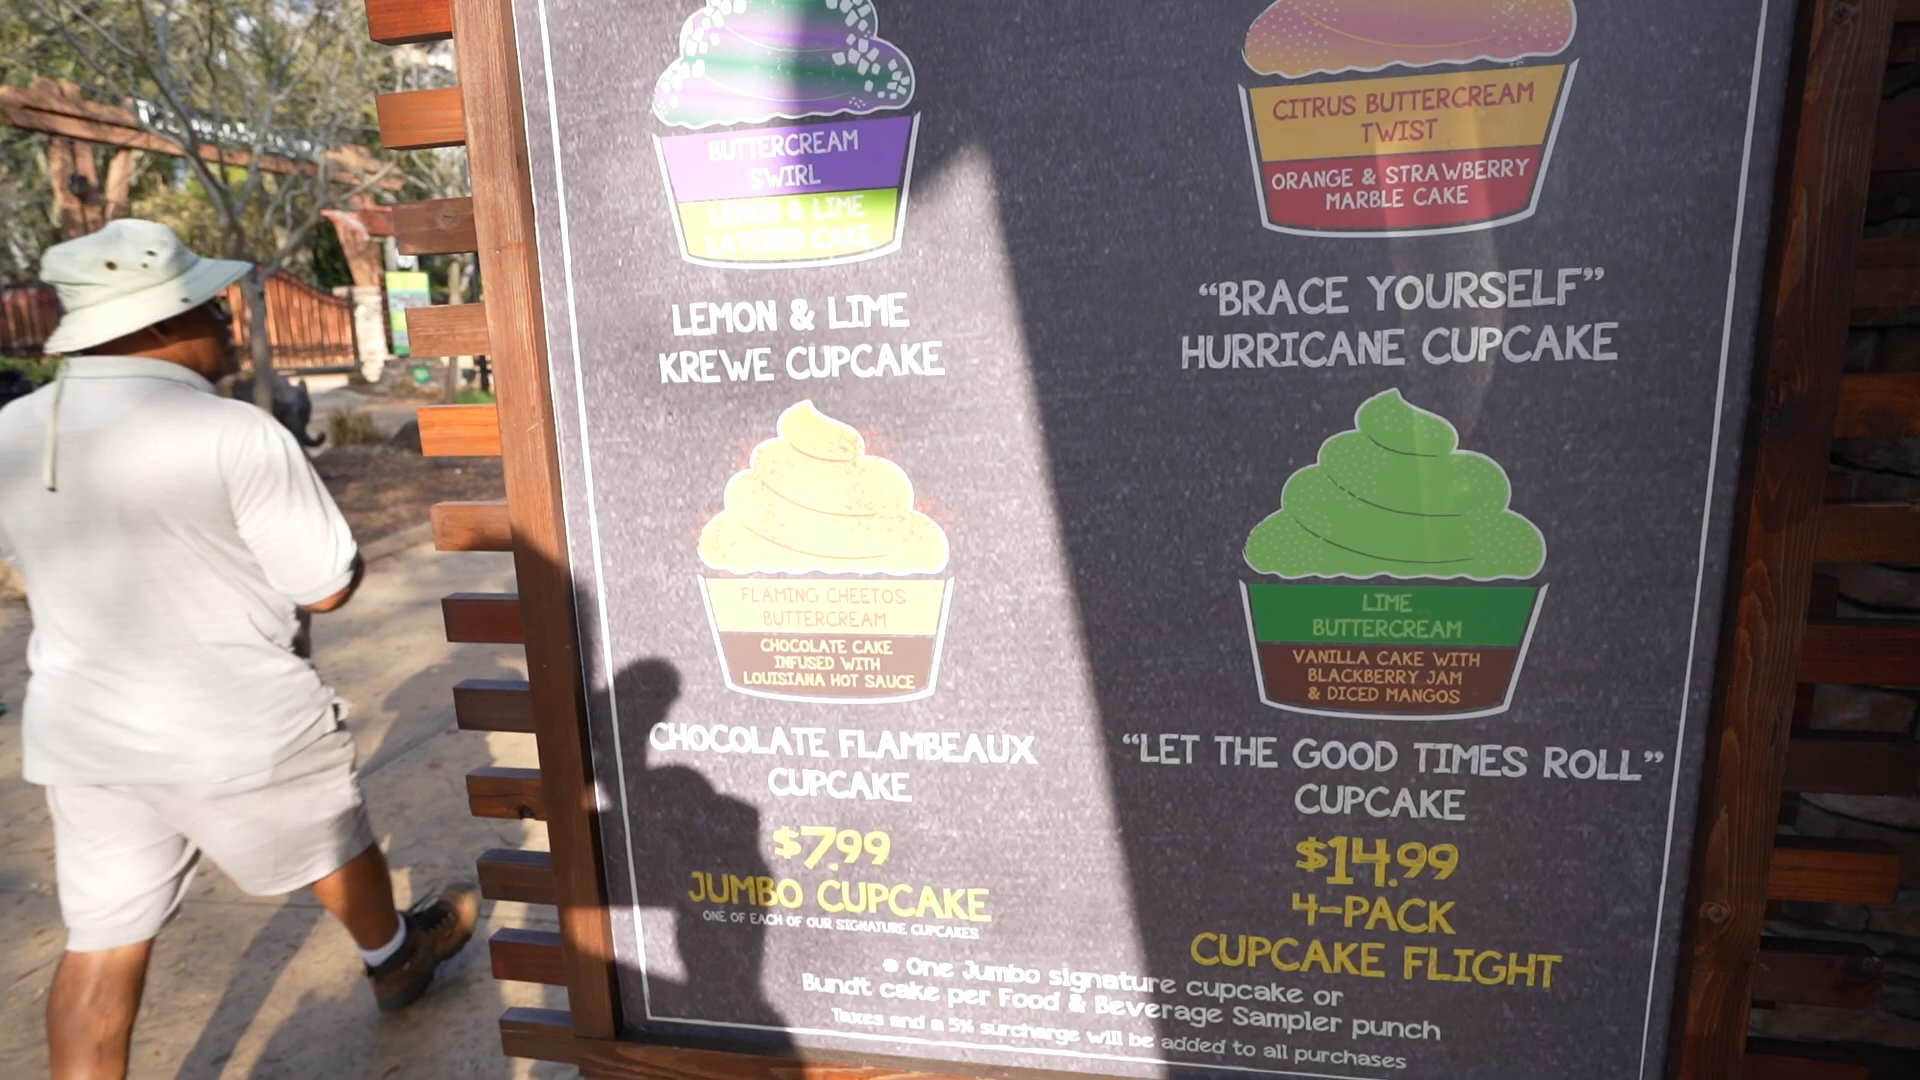 BUTTERCREAM
SWIRL
LEMON & LIME
LAYERED CAKE
LEMON & LIME
KREWE CUPCAKE
CITRUS BUTTERCREAM
TWIST
ORANGE & STRAWBERRY
MARBLE CAKE
“BRACE YOURSELF”
HURRICANE CUPCAKE
FLAMING CHEETOS
BUTTERCREAM
CHOCOLATE CAKE
INFUSED WITH
LOUISIANA HOT SAUCE
CHOCOLATE FLAMBEAUX
CUPCAKE
LIME
BUTTERCREAM
VANILLA CAKE WITH
BLACKBERRY JAM
& DICED MANGOS
“LET THE GOOD TIMES ROLL”
CUPCAKE
$7.99
JUMBO CUPCAKE
ONE OF EACH OF OUR SIGNATURE CUPCAKES
$14.99
4-PACK
CUPCAKE FLIGHT
* One Jumbo signature cupcake or
Bundt cake per Food & Beverage Sampler punch
Taxes and a 5% surcharge will be added to all purchases